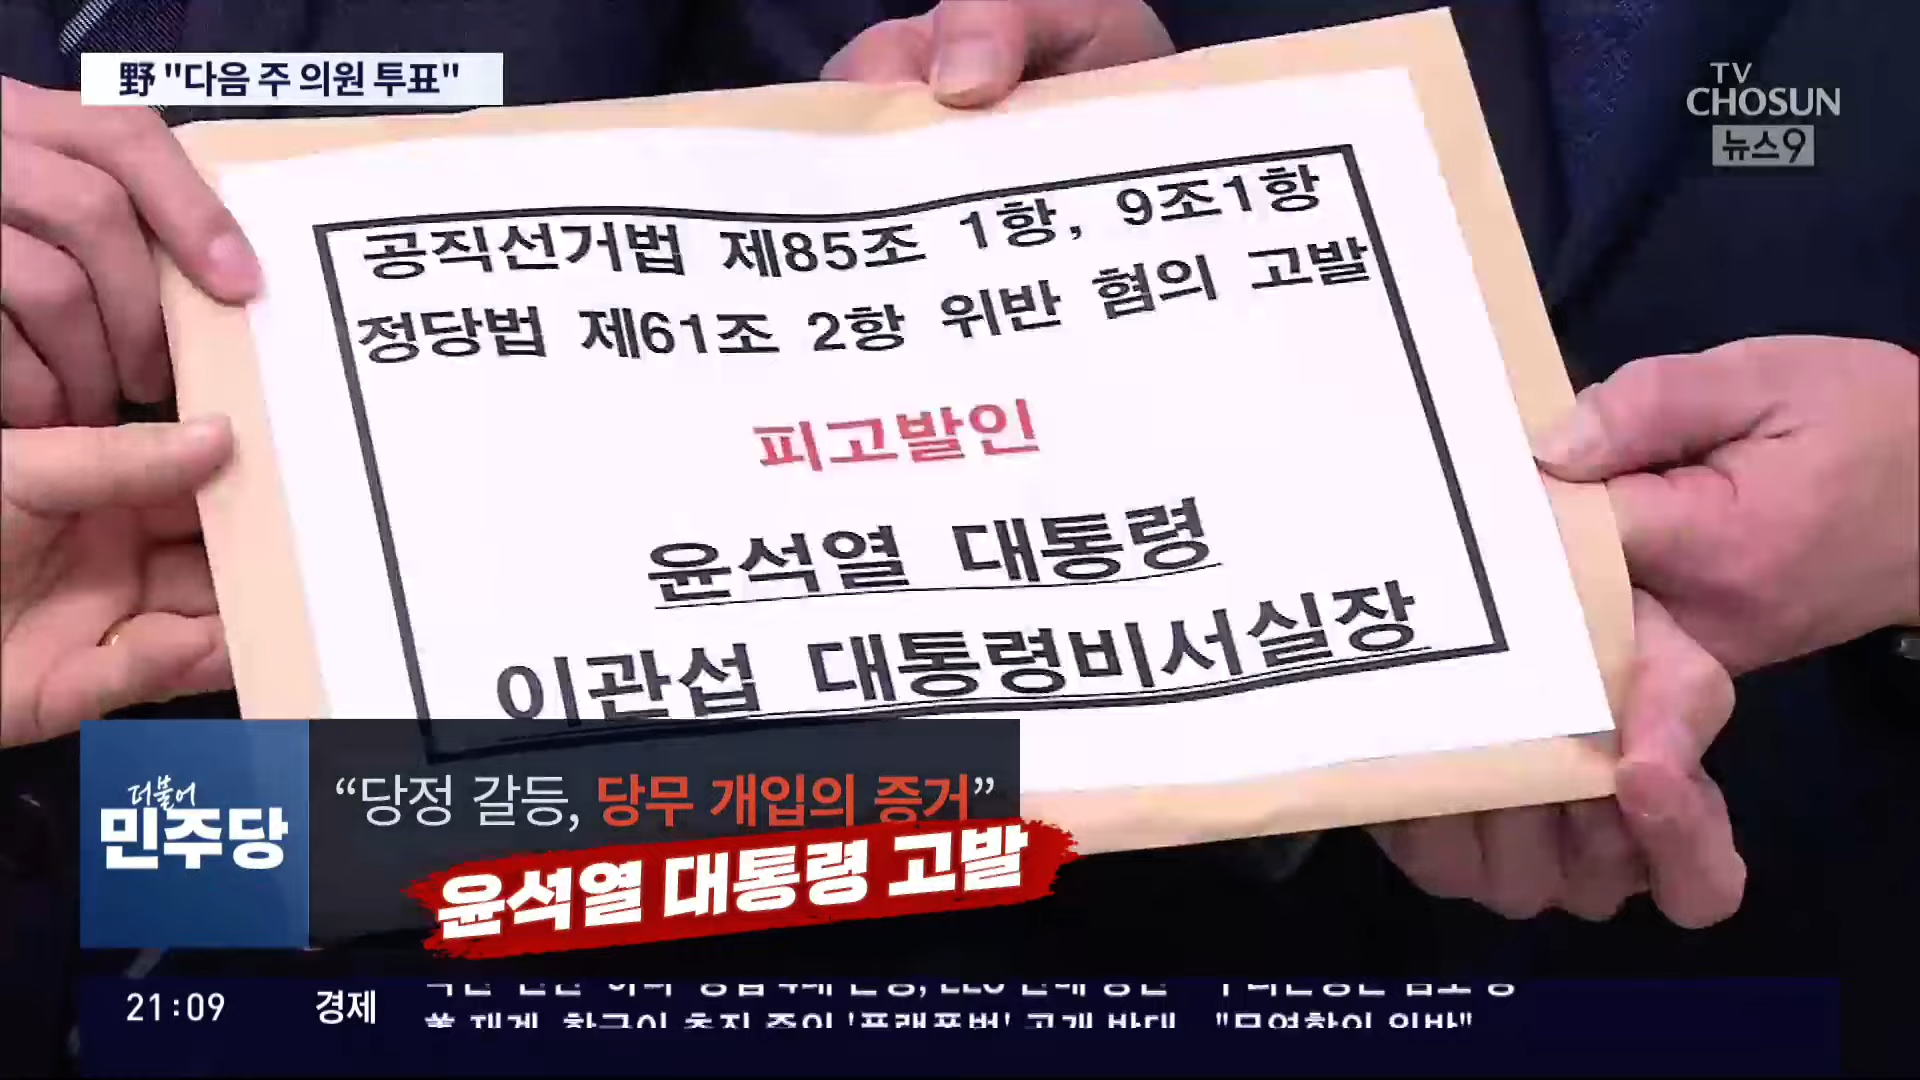 野 "다음 주 의원 투표"
TV
CHOSUN
뉴스9
공직선거법 제85조 1항, 9조1항
정당법 제61조 2항 위반 혐의 고발
피고발인
윤석열 대통령
이관섭 대통령비서실장
더불어
민주당
“당정 갈등, 당무 개입의 증거”
윤석열 대통령 고발
21:09 경제